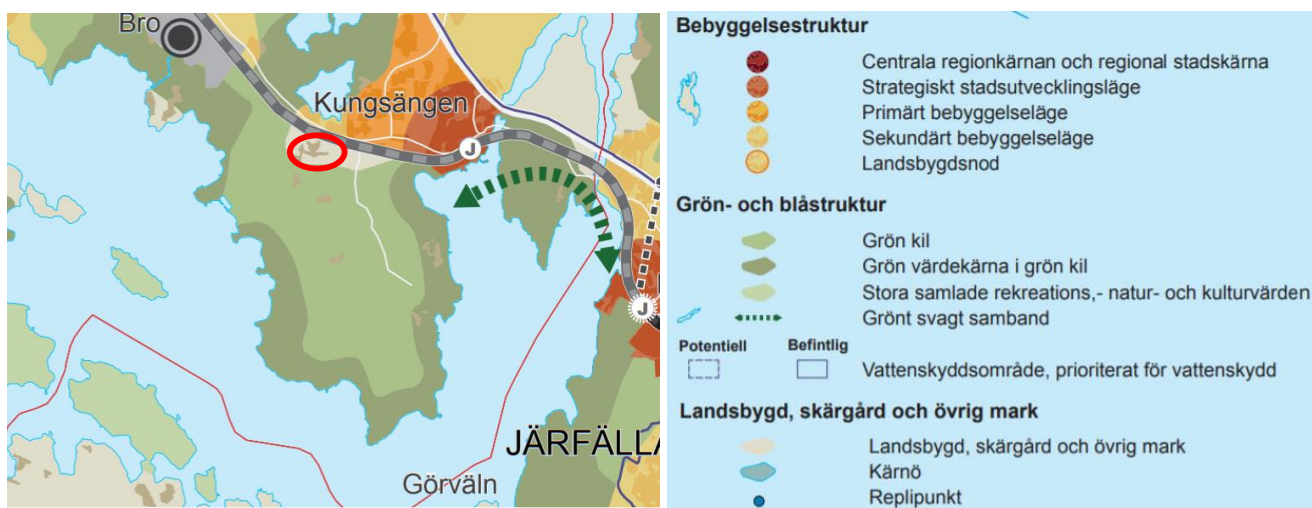 Bro
Kungsängen
J
J
JÄRFÄLLA
Görväln
Bebyggelsestruktur
Centrala regionkärnan och regional stadskärna
Strategiskt stadsutvecklingsläge
Primärt bebyggelseläge
Sekundärt bebyggelseläge
Landsbygdsnod
Grön- och blåstruktur
Grön kil
Grön värdekärna i grön kil
Stora samlade rekreations,- natur- och kulturvärden
Grönt svagt samband
Potentiell Befintlig
Vattenskyddsområde, prioriterat för vattenskydd
Landsbygd, skärgård och övrig mark
Landsbygd, skärgård och övrig mark
Kärnö
Replipunkt